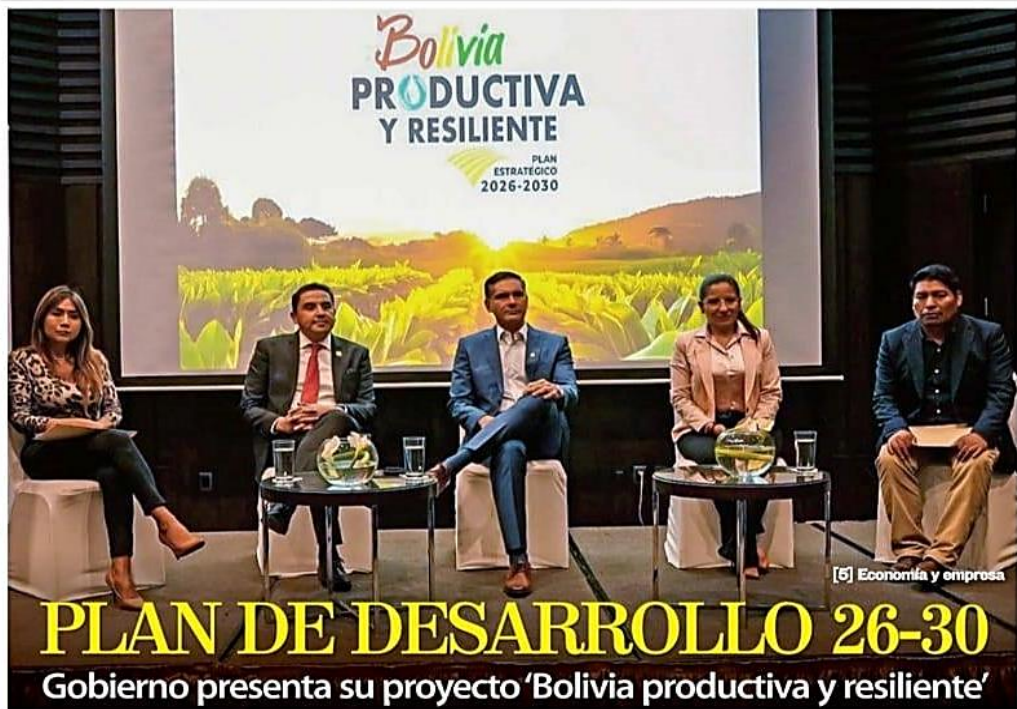 Bolivia
PRODUCTIVA
Y RESILIENTE
PLAN
ESTRATÉGICO
2026-2030
[5] Economía y empresa
PLAN DE DESARROLLO 26-30
Gobierno presenta su proyecto ‘Bolivia productiva y resiliente’